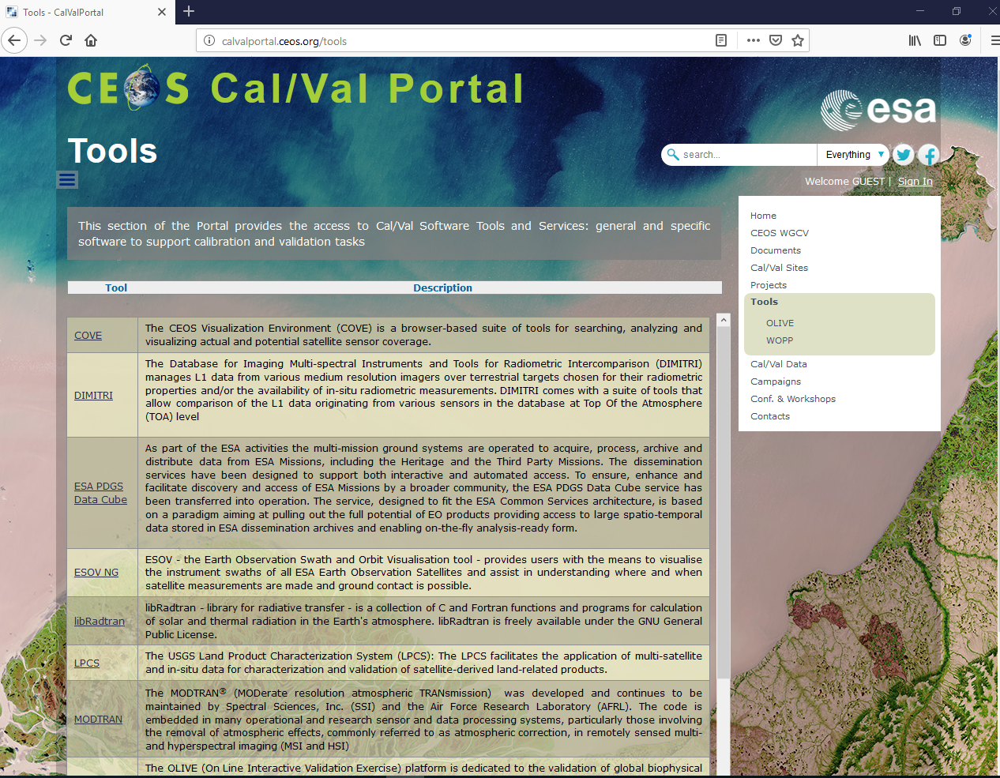 Tools - CalValPortal
calvalportal.ceos.org/tools
CEOS Cal/Val Portal
esa
Tools
search...
Everything
Welcome GUEST | Sign In
This section of the Portal provides the access to Cal/Val Software Tools and Services: general and specific
software to support calibration and validation tasks
Home
CEOS WGCV
Documents
Cal/Val Sites
Projects
Tools
OLIVE
WOPP
Cal/Val Data
Campaigns
Conf. & Workshops
Contacts
Tool Description
COVE
The CEOS Visualization Environment (COVE) is a browser-based suite of tools for searching, analyzing and
visualizing actual and potential satellite sensor coverage.
DIMITRI
The Database for Imaging Multi-spectral Instruments and Tools for Radiometric Intercomparison (DIMITRI)
manages L1 data from various medium resolution imagers over terrestrial targets chosen for their radiometric
properties and/or the availability of in-situ radiometric measurements. DIMITRI comes with a suite of tools that
allow comparison of the L1 data originating from various sensors in the database at Top Of the Atmosphere
(TOA) level
ESA PDGS
Data Cube
As part of the ESA activities the multi-mission ground systems are operated to acquire, process, archive and
distribute data from ESA Missions, including the Heritage and the Third Party Missions. The dissemination
services have been designed to support both interactive and automated access. To ensure, enhance and
facilitate discovery and access of ESA Missions by a broader community, the ESA PDGS Data Cube service has
been transferred into operation. The service, designed to fit the ESA Common Services architecture, is based
on a paradigm aiming at pulling out the full potential of EO products providing access to large spatio-temporal
data stored in ESA dissemination archives and enabling on-the-fly analysis-ready form.
ESOV NG
ESOV - the Earth Observation Swath and Orbit Visualisation tool - provides users with the means to visualise
the instrument swaths of all ESA Earth Observation Satellites and assist in understanding where and when
satellite measurements are made and ground contact is possible.
libRadtran
libRadtran - library for radiative transfer - is a collection of C and Fortran functions and programs for calculation
of solar and thermal radiation in the Earth's atmosphere. libRadtran is freely available under the GNU General
Public License.
LPCS
The USGS Land Product Characterization System (LPCS): The LPCS facilitates the application of multi-satellite
and in-situ data for characterization and validation of satellite-derived land-related products.
MODTRAN
The MODTRAN® (MODerate resolution atmospheric TRANsmission) was developed and continues to be
maintained by Spectral Sciences, Inc. (SSI) and the Air Force Research Laboratory (AFRL). The code is
embedded in many operational and research sensor and data processing systems, particularly those involving
the removal of atmospheric effects, commonly referred to as atmospheric correction, in remotely sensed multi-
and hyperspectral imaging (MSI and HSI)
The OLIVE (On Line Interactive Validation Exercise) platform is dedicated to the validation of global biophysical